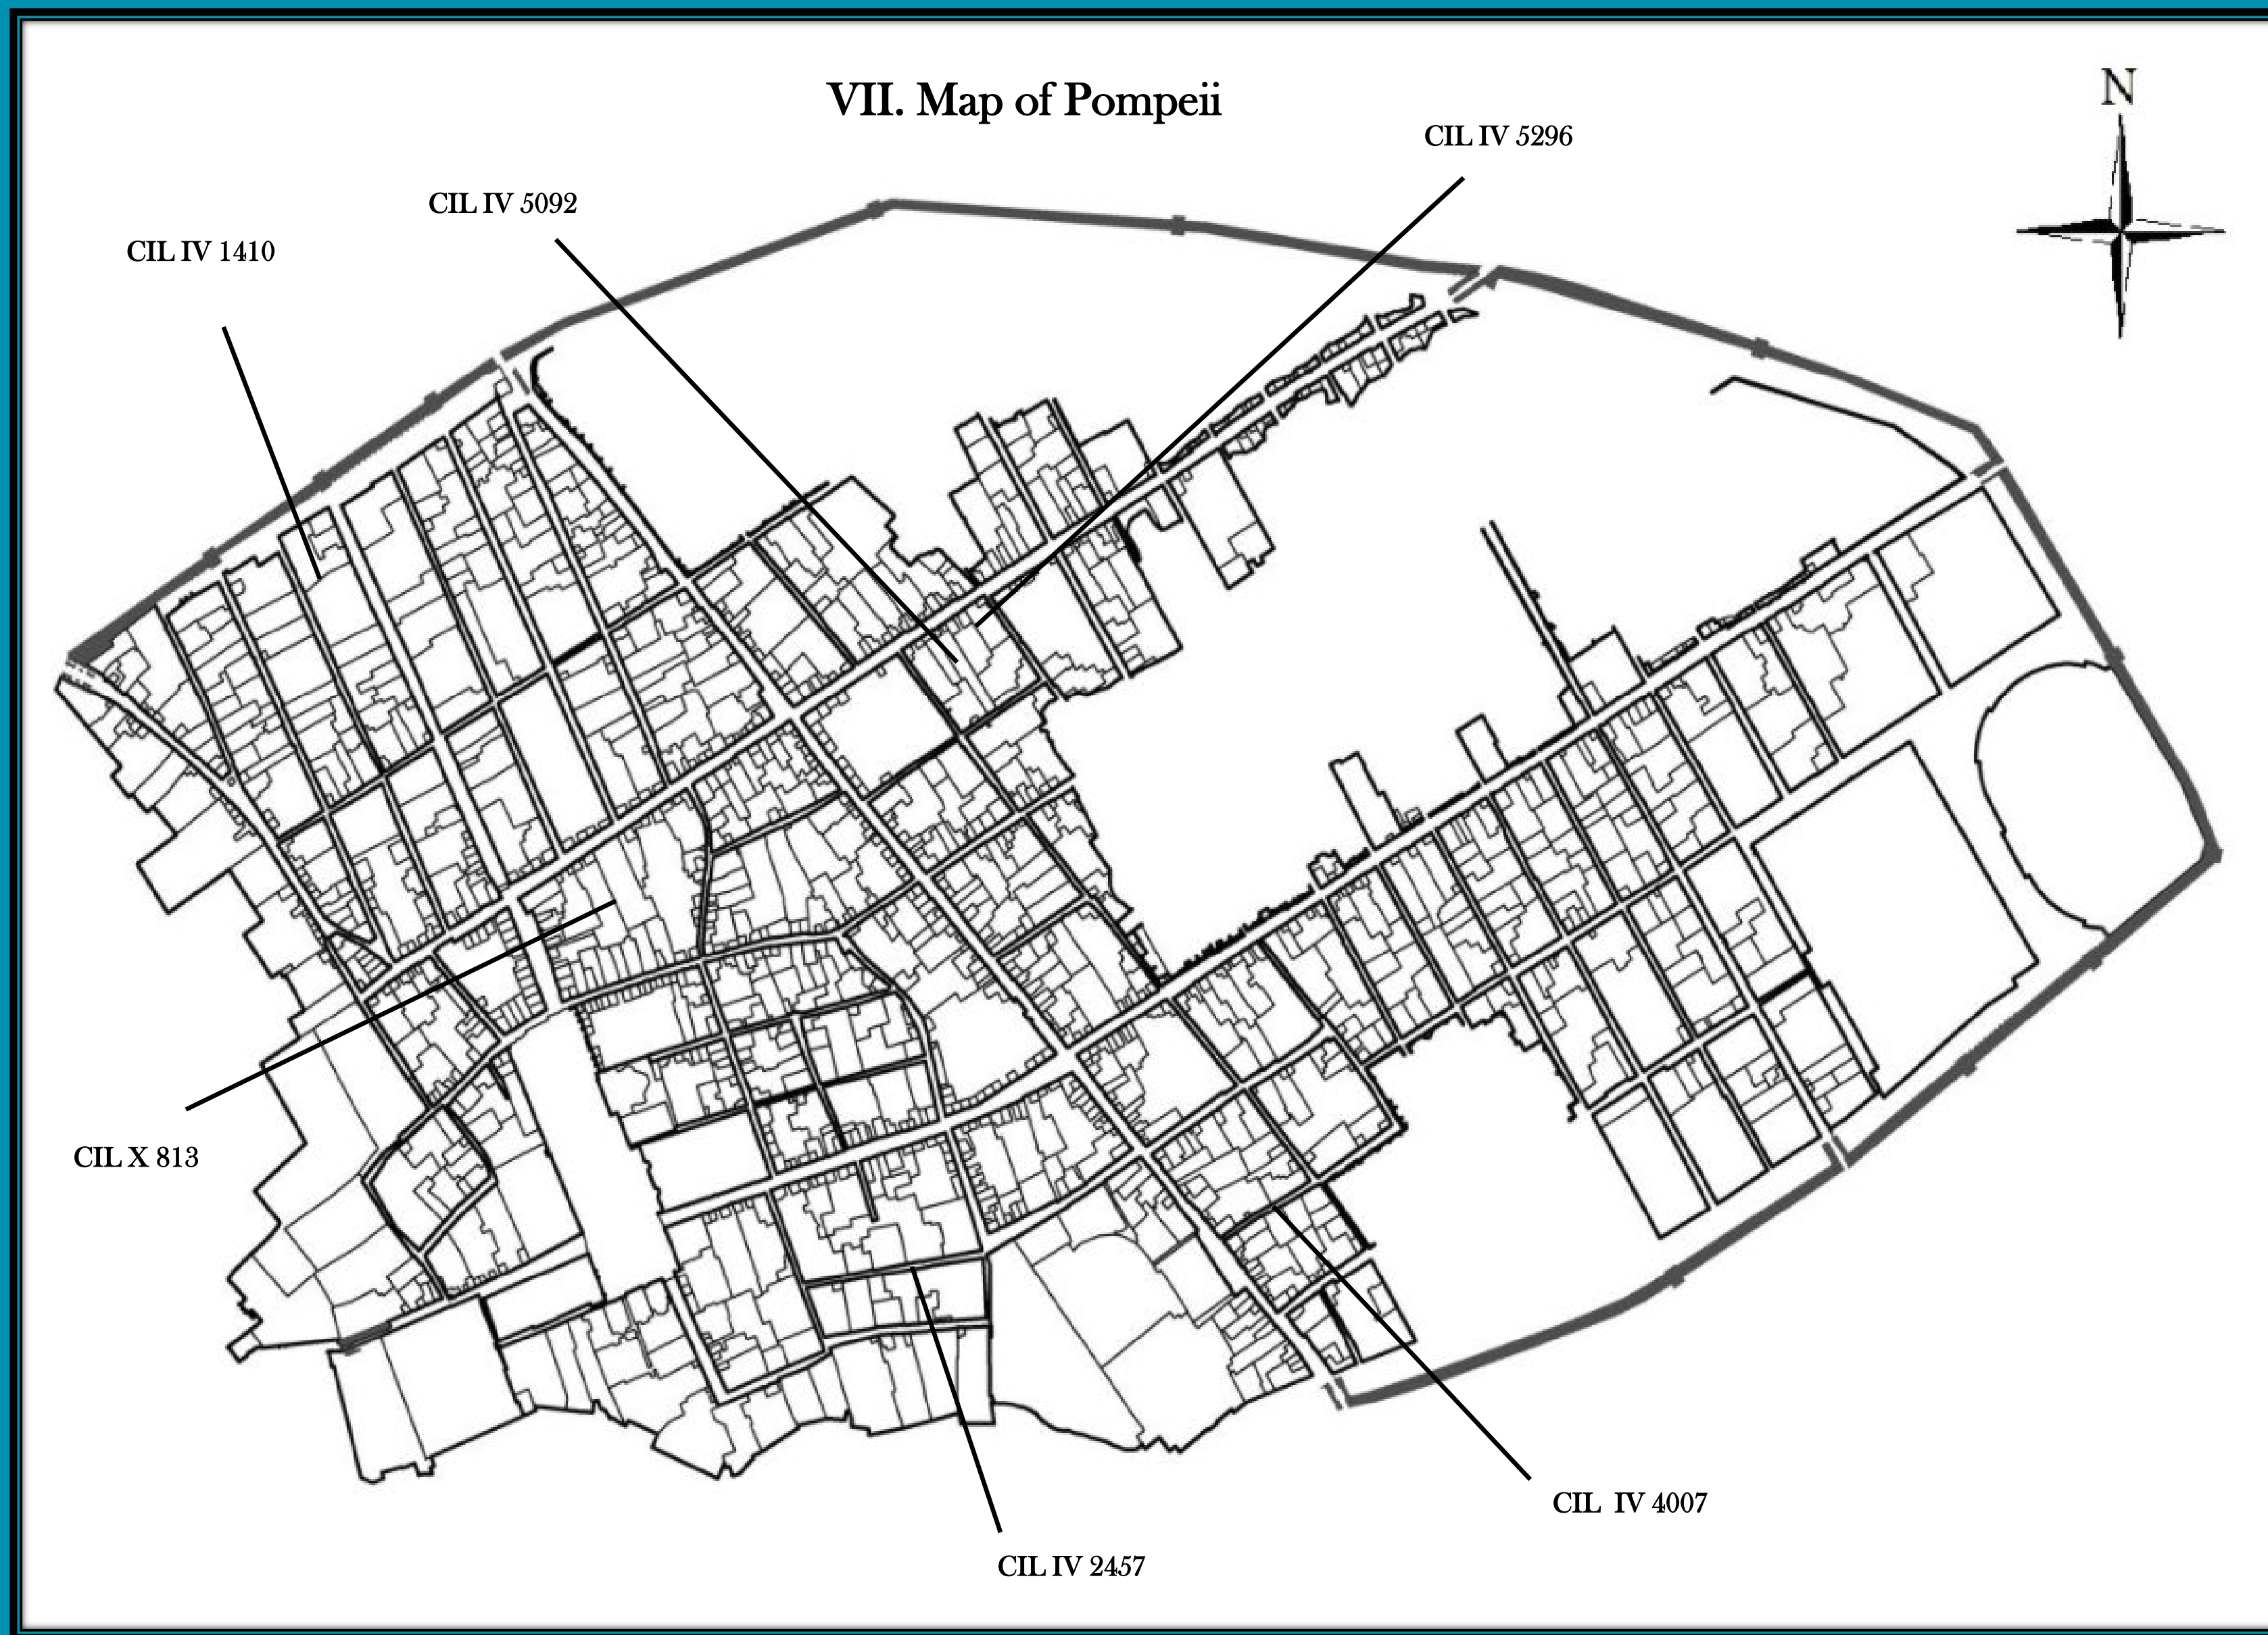 VII. Map of Pompeii
N
CIL IV 5296
CIL IV 5092
CIL IV 1410
CIL X 813
CIL IV 4007
CIL IV 2457